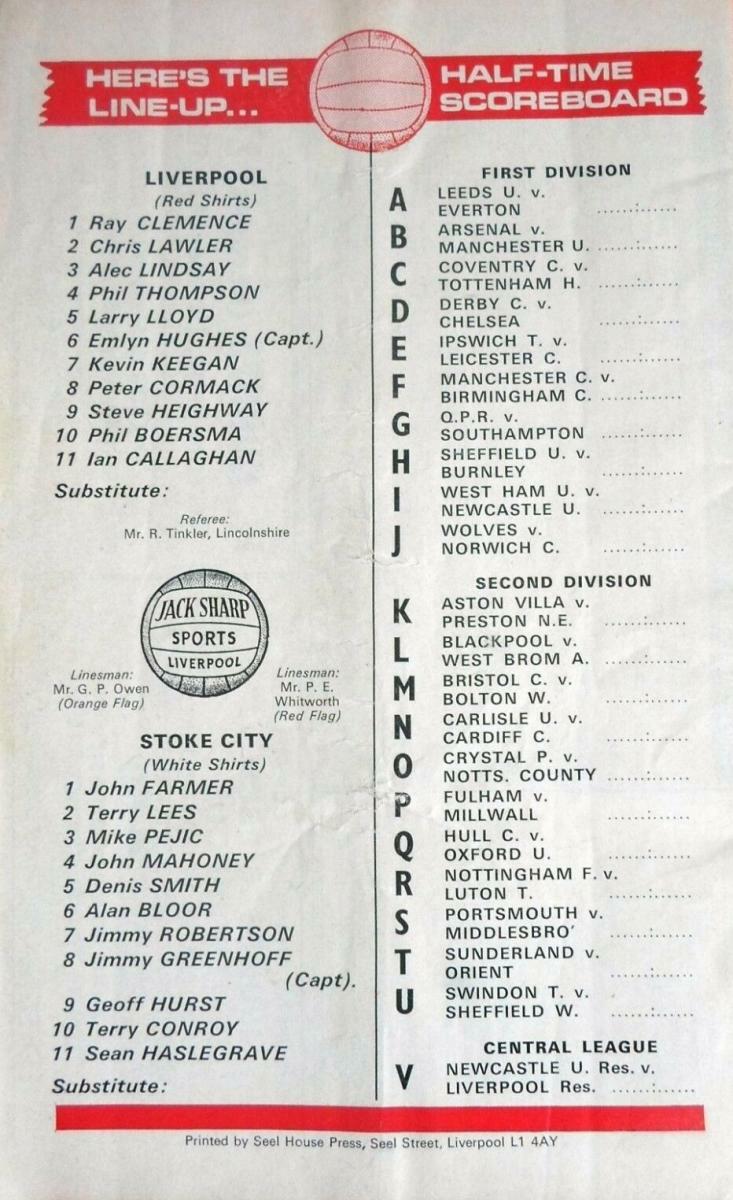 HERE'S THE
LINE-UP...
LIVERPOOL
(Red Shirts)
1 Ray CLEMENCE
2 Chris LAWLER
3 Alec LINDSAY
4 Phil THOMPSON
5 Larry LLOYD
6 Emlyn HUGHES (Capt.)
7 Kevin KEEGAN
8 Peter CORMACK
9 Steve HEIGHWAY
10 Phil BOERSMA
11 Ian CALLAGHAN
Substitute:
Referee:
Mr. R. Tinkler, Lincolnshire
JACK SHARP
SPORTS
LIVERPOOL
Linesman:
Mr. G. P. Owen
(Orange Flag)
Linesman:
Mr. P. E.
Whitworth
(Red Flag)
STOKE CITY
(White Shirts)
1 John FARMER
2 Terry LEES
3 Mike PEJIC
4 John MAHONEY
5 Denis SMITH
6 Alan BLOOR
7 Jimmy ROBERTSON
8 Jimmy GREENHOFF
(Capt).
9 Geoff HURST
10 Terry CONROY
11 Sean HASLEGRAVE
Substitute:
HALF-TIME
SCOREBOARD
FIRST DIVISION
A LEEDS U. v.
EVERTON ......:......
B ARSENAL v.
MANCHESTER U. ......:......
C COVENTRY C. v.
TOTTENHAM H. ......:......
D DERBY C. v.
CHELSEA ......:......
E IPSWICH T. v.
LEICESTER C. ......:......
F MANCHESTER C. v.
BIRMINGHAM C. ......:......
G Q.P.R. v.
SOUTHAMPTON ......:......
H SHEFFIELD U. v.
BURNLEY ......:......
I WEST HAM U. v.
NEWCASTLE U. ......:......
J WOLVES v.
NORWICH C. ......:......
SECOND DIVISION
K ASTON VILLA v.
PRESTON N.E. ......:......
L BLACKPOOL v.
WEST BROM A. ......:......
M BRISTOL C. v.
BOLTON W. ......:......
N CARLISLE U. v.
CARDIFF C. ......:......
O CRYSTAL P. v.
NOTTS. COUNTY ......:......
P FULHAM v.
MILLWALL ......:......
Q HULL C. v.
OXFORD U. ......:......
R NOTTINGHAM F. v.
LUTON T. ......:......
S PORTSMOUTH v.
MIDDLESBRO' ......:......
T SUNDERLAND v.
ORIENT ......:......
U SWINDON T. v.
SHEFFIELD W. ......:......
CENTRAL LEAGUE
V NEWCASTLE U. Res. v.
LIVERPOOL Res. ......:......
Printed by Seel House Press, Seel Street, Liverpool L1 4AY